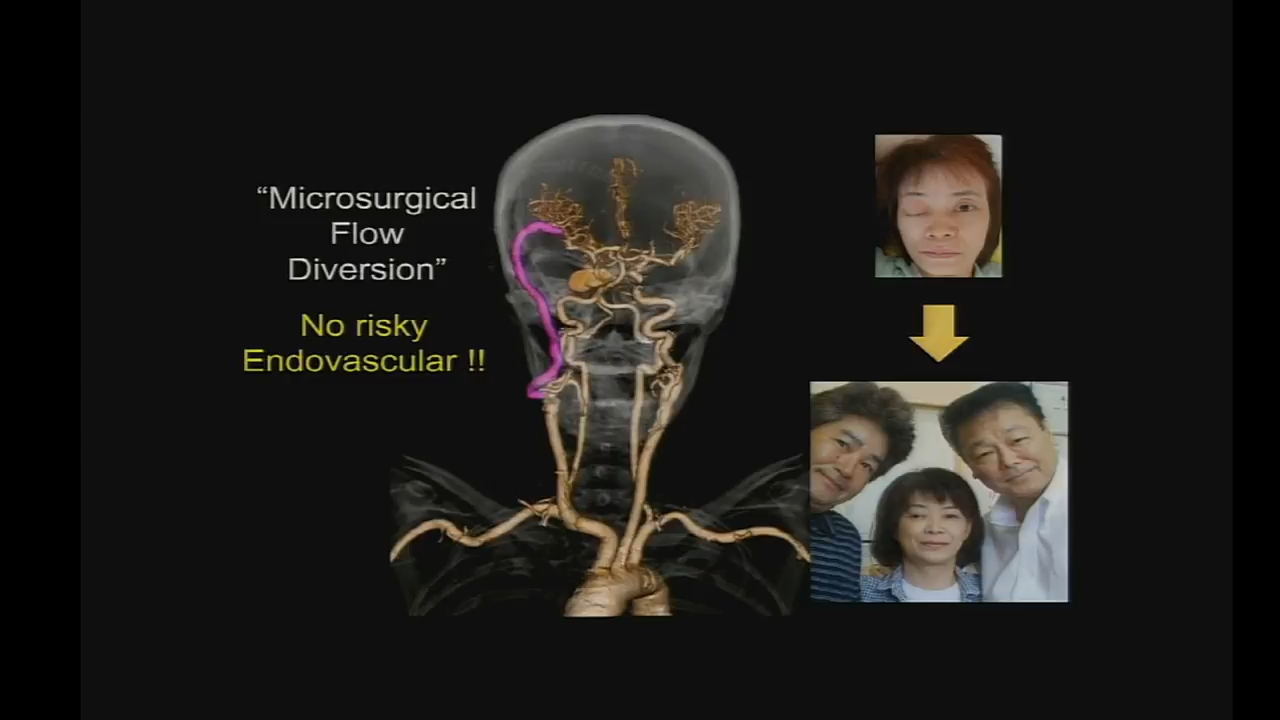 “Microsurgical
Flow
Diversion”
No risky
Endovascular !!